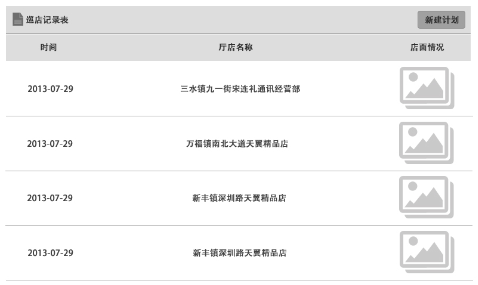 巡店记录表 新建计划
时间 厅店名称 店面情况
2013-07-29 三水镇九一街宋连礼通讯经营部
2013-07-29 万福镇南北大道天翼精品店
2013-07-29 新丰镇深圳路天翼精品店
2013-07-29 新丰镇深圳路天翼精品店